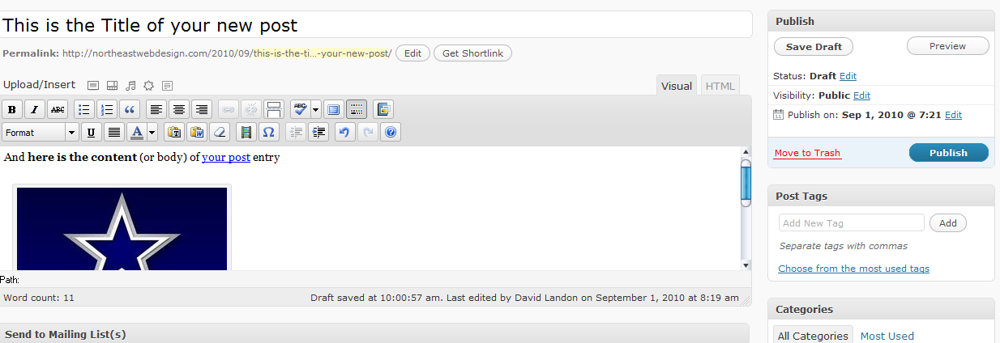 This is the Title of your new post
Permalink: http://northeastwebdesign.com/2010/09/this-is-the-ti…-your-new-post/ Edit Get Shortlink
Upload/Insert
Visual HTML
B I ABC ABC
Format U A
And here is the content (or body) of your post entry
Path:
Word count: 11 Draft saved at 10:00:57 am. Last edited by David Landon on September 1, 2010 at 8:19 am
Send to Mailing List(s)
Publish
Save Draft Preview
Status: Draft Edit
Visibility: Public Edit
Publish on: Sep 1, 2010 @ 7:21 Edit
Move to Trash Publish
Post Tags
Add New Tag Add
Separate tags with commas
Choose from the most used tags
Categories
All Categories Most Used